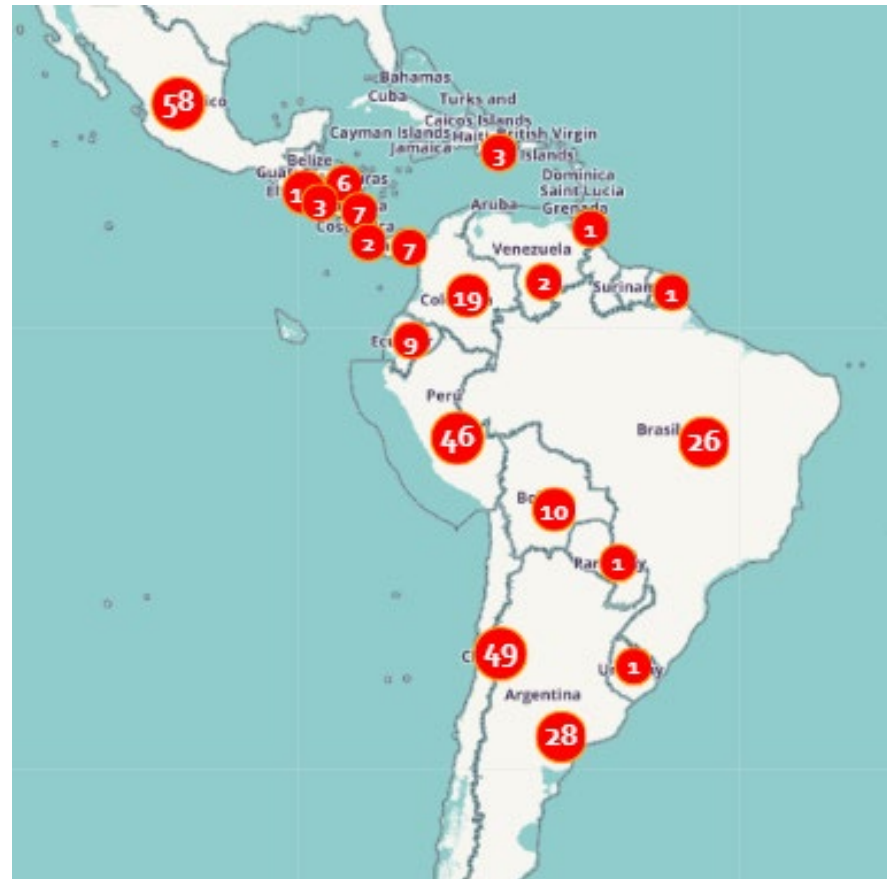 58
Bahamas
Cuba
Turks and
Caicos Islands
Cayman Islands
Haiti
British Virgin
Jamaica
3
Islands
Belize
Dominica
Saint Lucia
6
3
7
Aruba
Grenada
1
2
7
Venezuela
2
19
Surinam
1
9
Perú
46
Brasil
26
10
1
49
1
Argentina
28